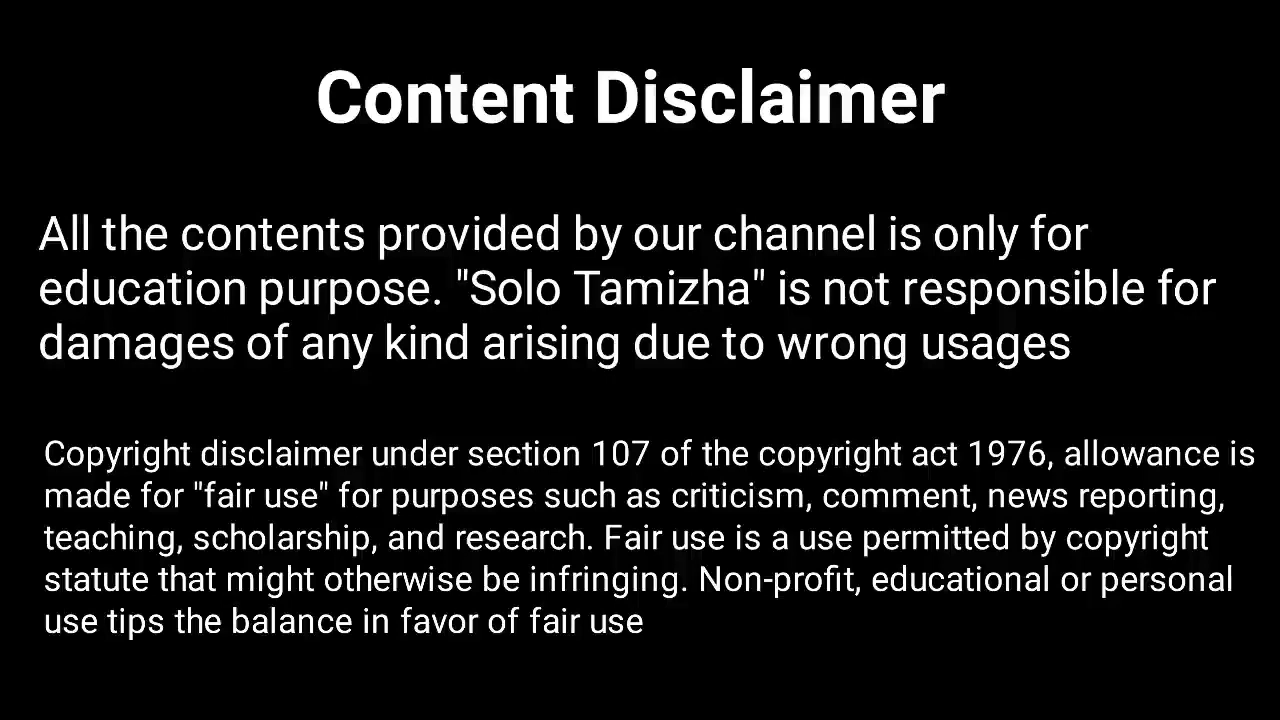 Content Disclaimer
All the contents provided by our channel is only for
education purpose. "Solo Tamizha" is not responsible for
damages of any kind arising due to wrong usages
Copyright disclaimer under section 107 of the copyright act 1976, allowance is
made for "fair use" for purposes such as criticism, comment, news reporting,
teaching, scholarship, and research. Fair use is a use permitted by copyright
statute that might otherwise be infringing. Non-profit, educational or personal
use tips the balance in favor of fair use